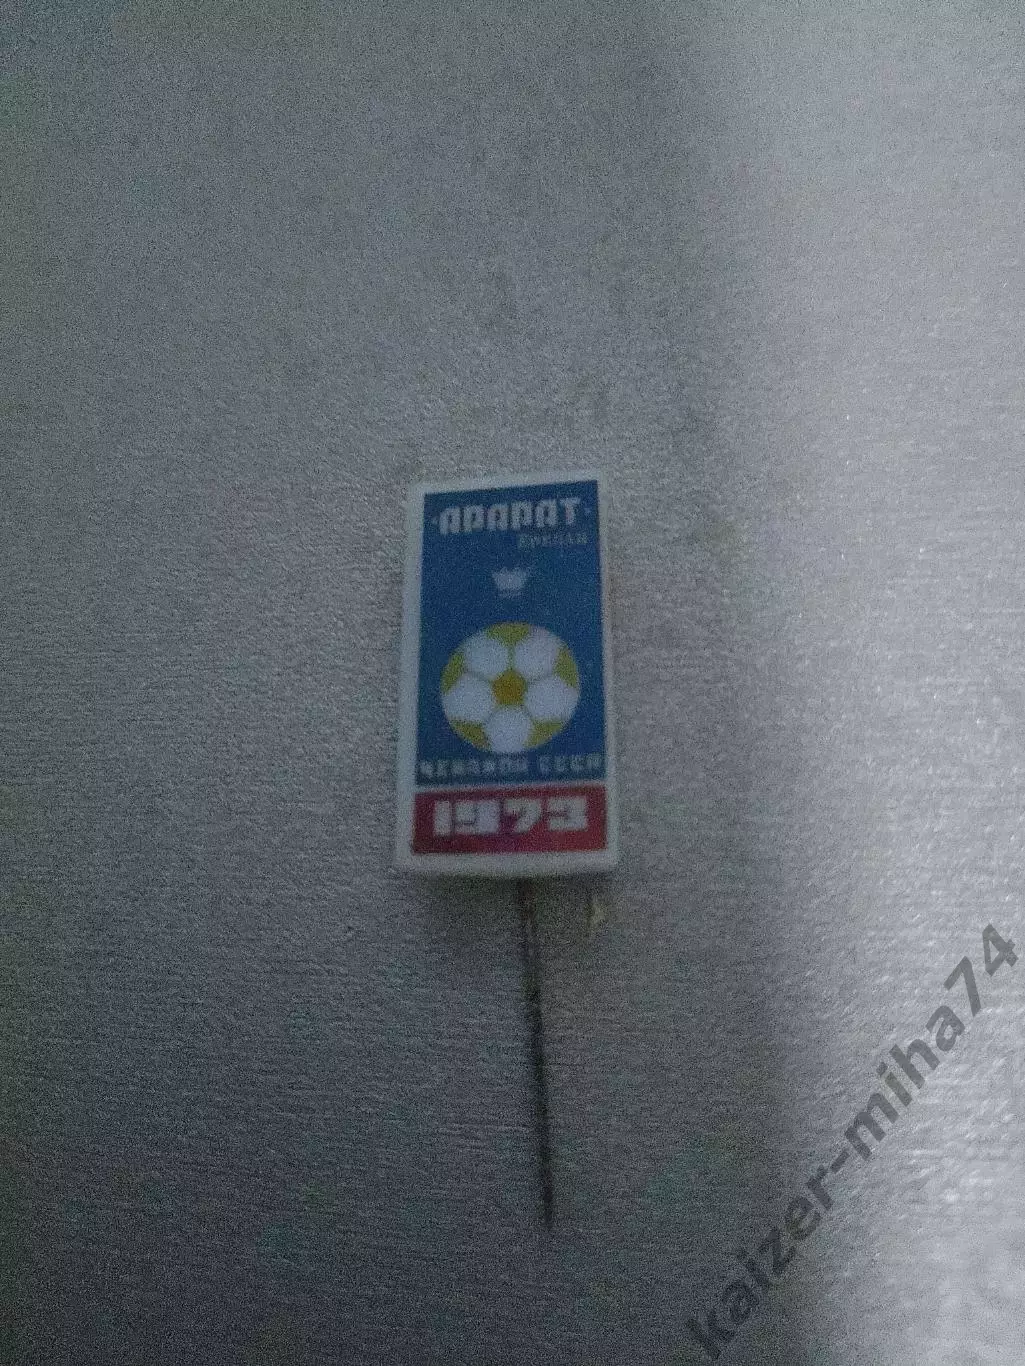 ·АРАРАТ·
ЕРЕВАН
ЧЕМПИОН СССР
1973
kaizer-miha74